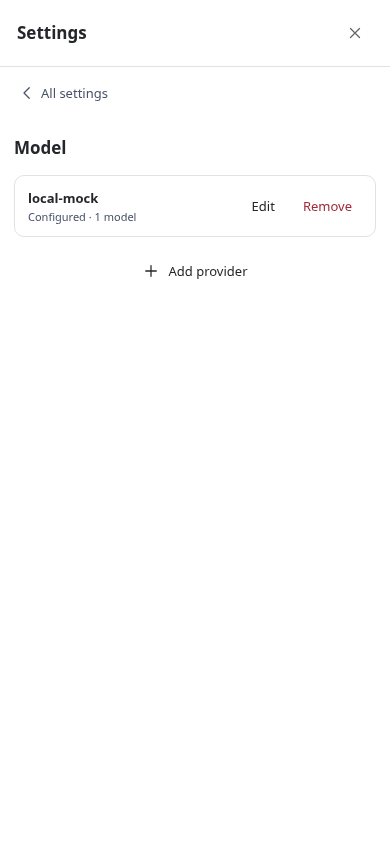 Settings
All settings
Model
local-mock
Configured · 1 model
Edit
Remove
Add provider